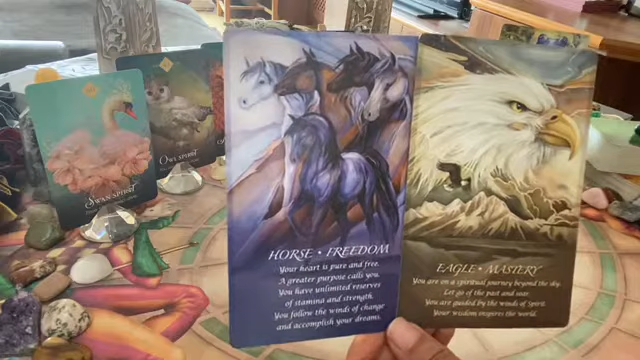 SWAN SPIRIT
OWL SPIRIT
HORSE • FREEDOM
Your heart is pure and free.
A greater purpose calls you.
You have unlimited reserves
of stamina and strength.
You follow the winds of change
and accomplish your dreams.
EAGLE • MASTERY
You are on a spiritual journey beyond the sky.
Let go of the past and soar.
You are guided by the winds of Spirit.
Your wisdom inspires the world.